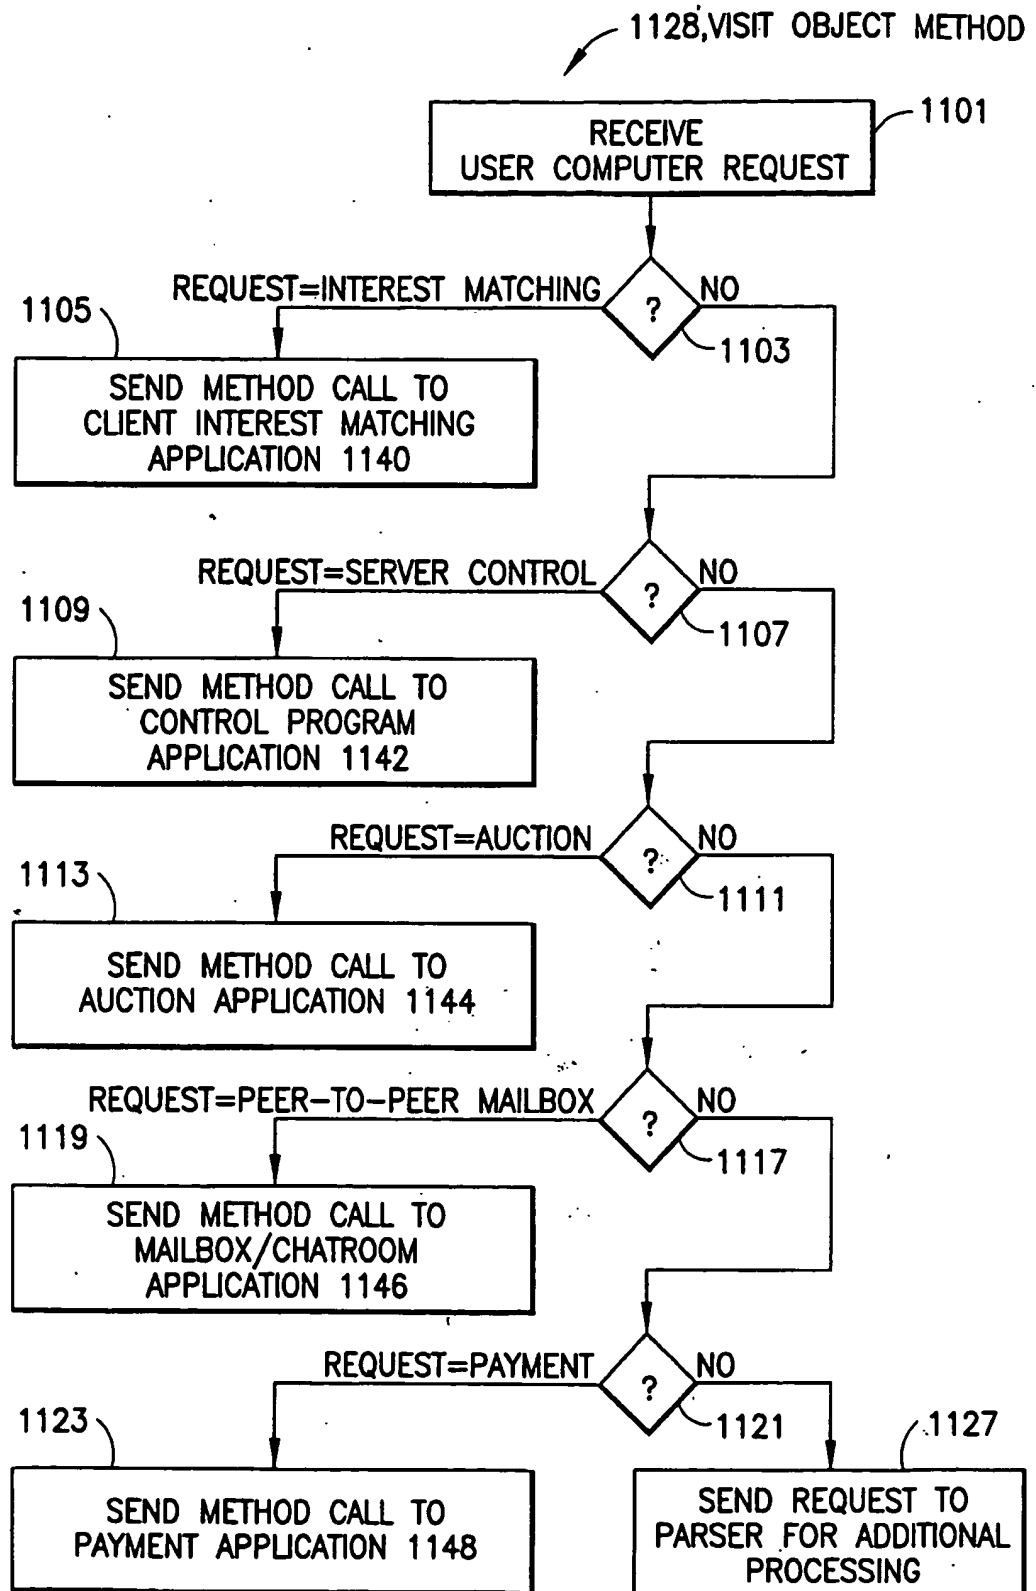 1128,VISIT OBJECT METHOD
1101
RECEIVE
USER COMPUTER REQUEST
REQUEST=INTEREST MATCHING
?
NO
1103
1105
SEND METHOD CALL TO
CLIENT INTEREST MATCHING
APPLICATION 1140
REQUEST=SERVER CONTROL
?
NO
1107
1109
SEND METHOD CALL TO
CONTROL PROGRAM
APPLICATION 1142
REQUEST=AUCTION
?
NO
1111
1113
SEND METHOD CALL TO
AUCTION APPLICATION 1144
REQUEST=PEER-TO-PEER MAILBOX
?
NO
1117
1119
SEND METHOD CALL TO
MAILBOX/CHATROOM
APPLICATION 1146
REQUEST=PAYMENT
?
NO
1121
1123
SEND METHOD CALL TO
PAYMENT APPLICATION 1148
1127
SEND REQUEST TO
PARSER FOR ADDITIONAL
PROCESSING